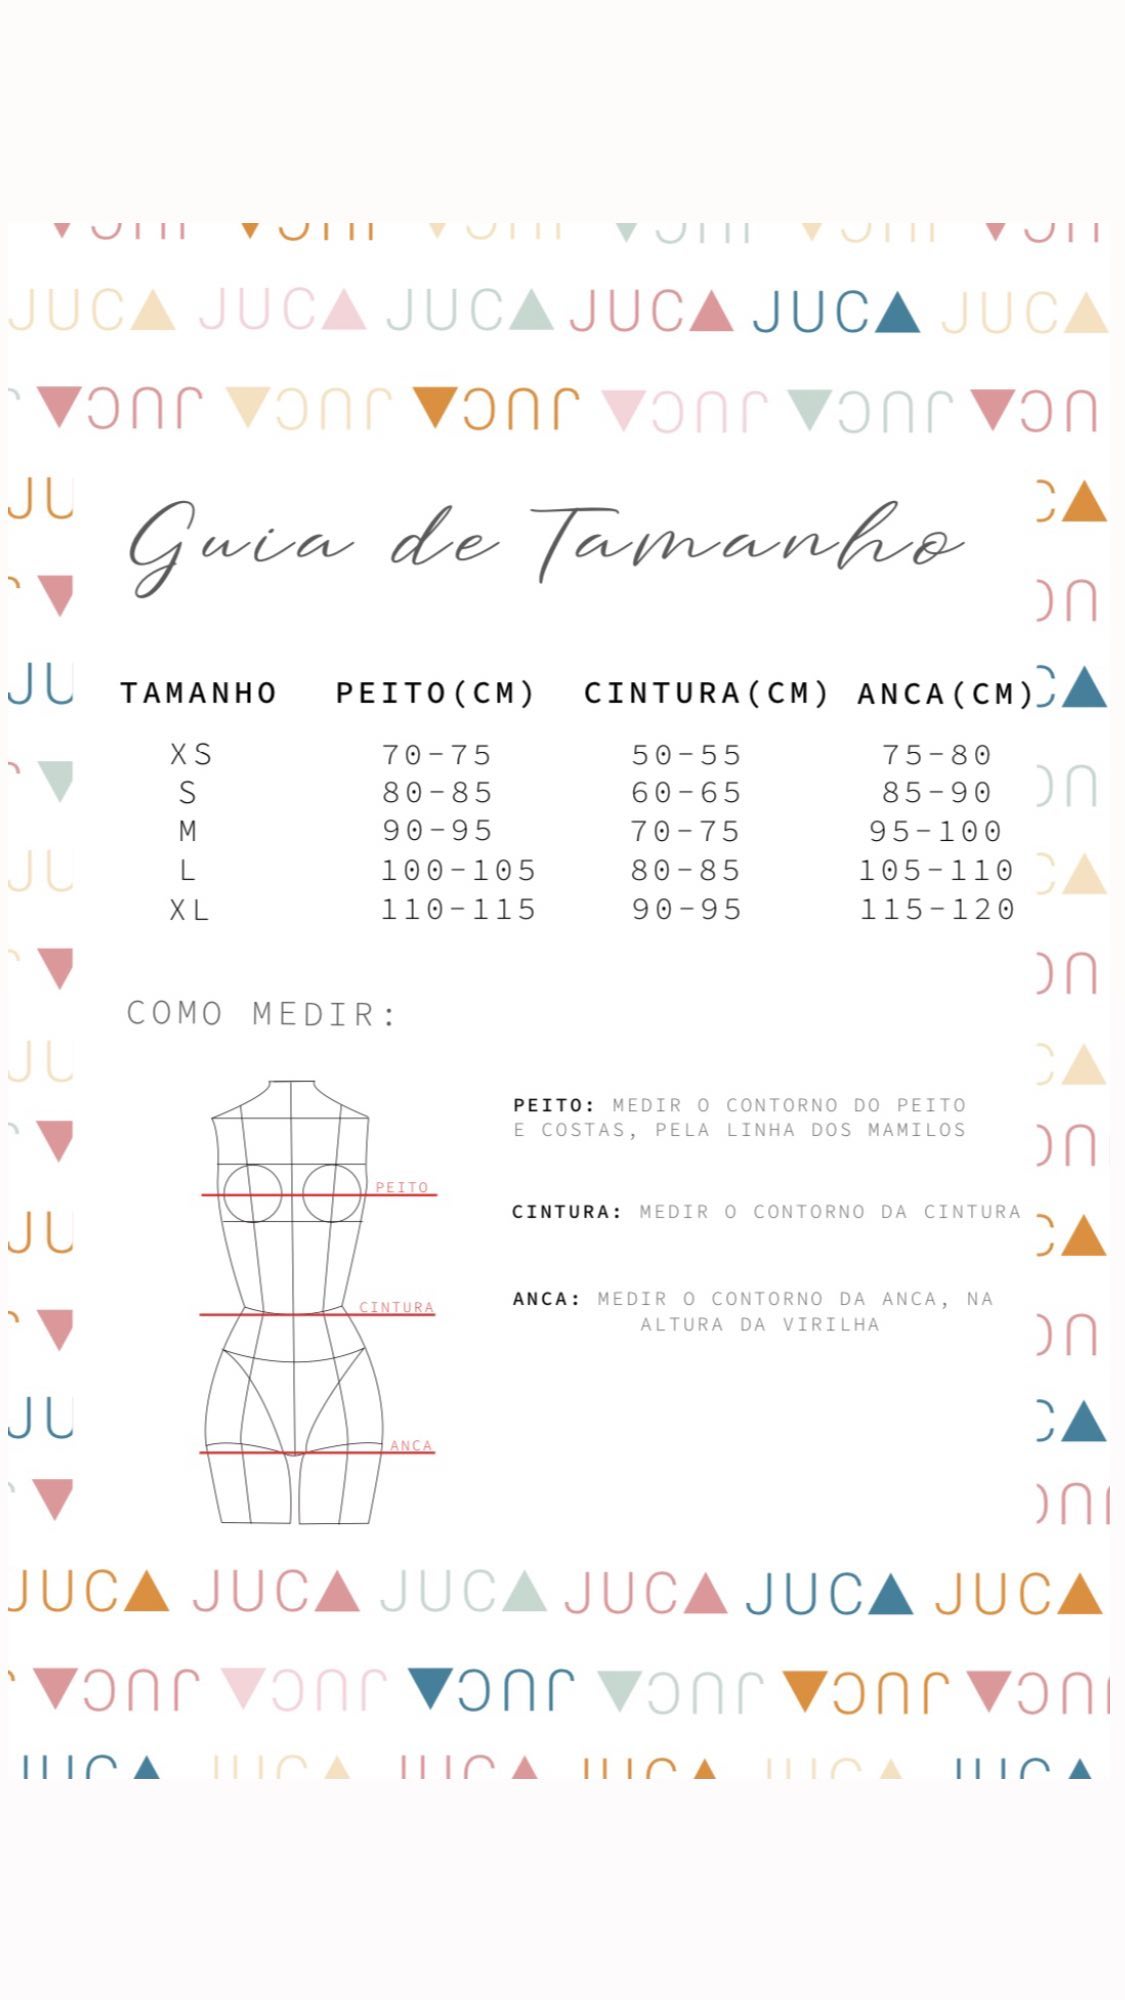 JUCA JUCA JUCA JUCA JUCA JUCA
JUCA JUCA JUCA JUCA JUCA
Guia de Tamanho
TAMANHO PEITO(CM) CINTURA(CM) ANCA(CM)
XS 70-75 50-55 75-80
S 80-85 60-65 85-90
M 90-95 70-75 95-100
L 100-105 80-85 105-110
XL 110-115 90-95 115-120
COMO MEDIR:
PEITO: MEDIR O CONTORNO DO PEITO
E COSTAS, PELA LINHA DOS MAMILOS
PEITO
CINTURA: MEDIR O CONTORNO DA CINTURA
CINTURA
ANCA: MEDIR O CONTORNO DA ANCA, NA
ALTURA DA VIRILHA
ANCA
JUCA JUCA JUCA JUCA JUCA JUCA
JUCA JUCA JUCA JUCA JUCA
JUCA JUCA JUCA JUCA JUCA JUCA